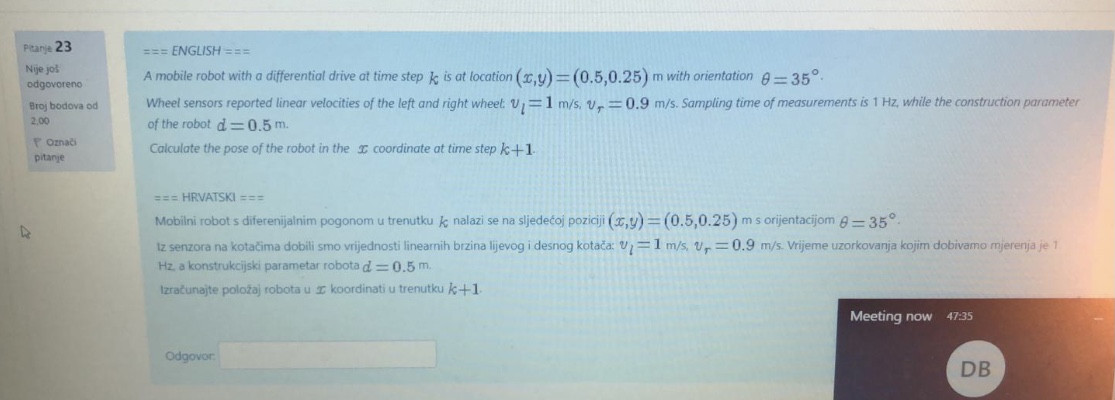 Pitanje 23
Nije još
odgovoreno
Broj bodova od
2,00
Označi
pitanje
=== ENGLISH ===
A mobile robot with a differential drive at time step k is at location (x,y)=(0.5,0.25) m with orientation θ=35°.
Wheel sensors reported linear velocities of the left and right wheel: v_l=1 m/s, v_r=0.9 m/s. Sampling time of measurements is 1 Hz, while the construction parameter
of the robot d=0.5 m.
Calculate the pose of the robot in the x coordinate at time step k+1.
=== HRVATSKI ===
Mobilni robot s diferenijalnim pogonom u trenutku k nalazi se na sljedećoj poziciji (x,y)=(0.5,0.25) m s orijentacijom θ=35°.
Iz senzora na kotačima dobili smo vrijednosti linearnih brzina lijevog i desnog kotača: v_l=1 m/s, v_r=0.9 m/s. Vrijeme uzorkovanja kojim dobivamo mjerenja je 1
Hz, a konstrukcijski parametar robota d=0.5 m.
Izračunajte položaj robota u x koordinati u trenutku k+1.
Odgovor:
Meeting now 47:35
DB